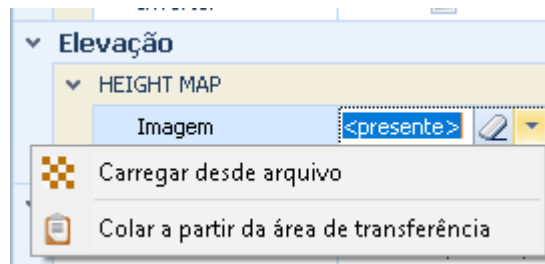 Elevação
HEIGHT MAP
Imagem <presente>
Carregar desde arquivo
Colar a partir da área de transferência